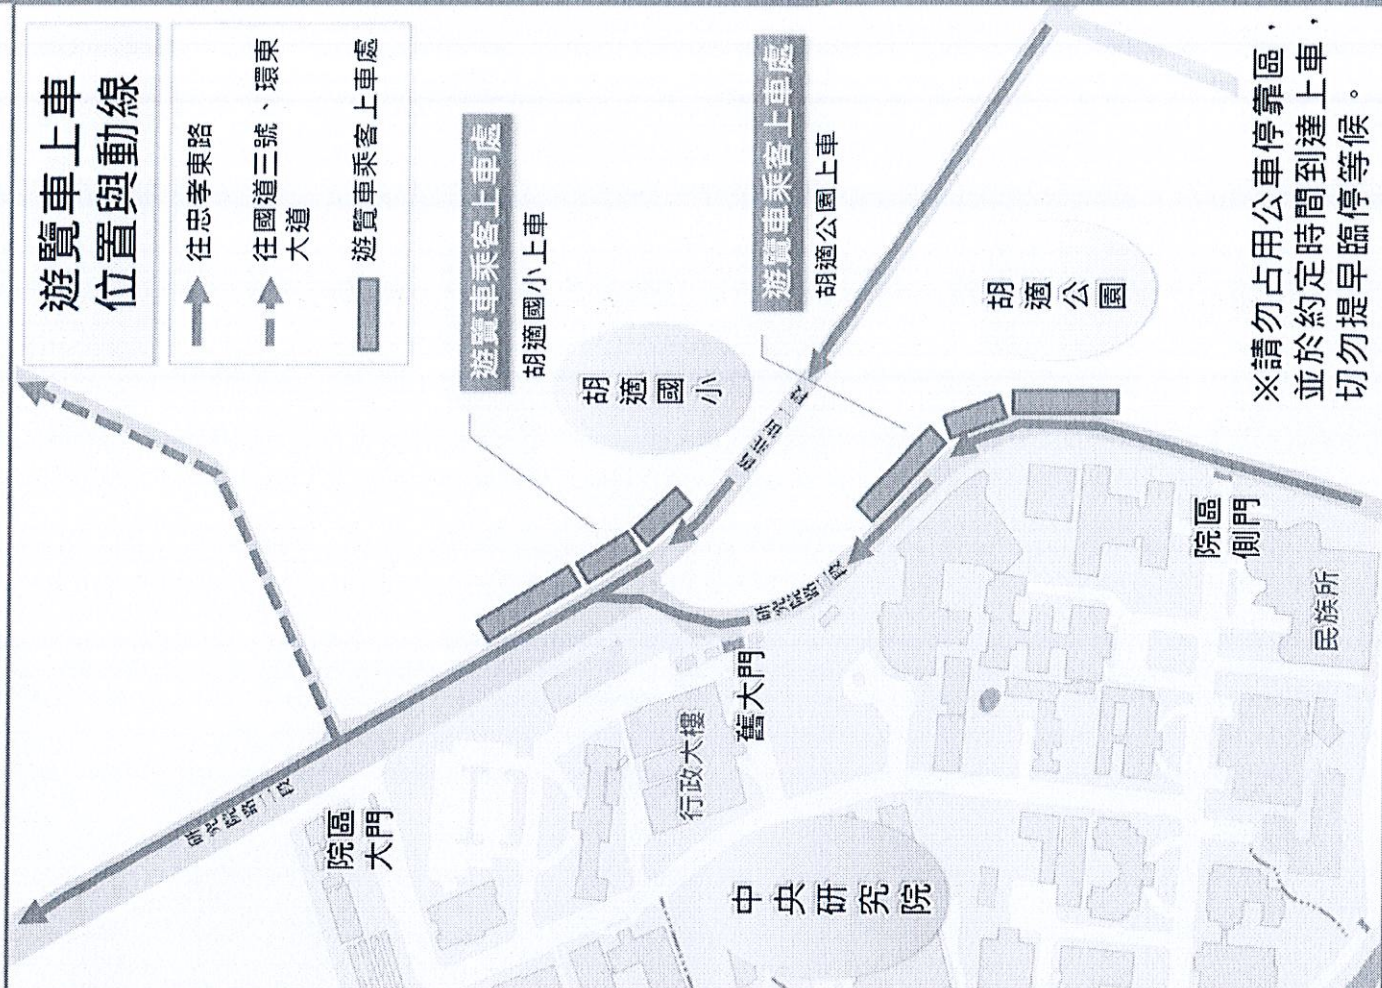 遊覽車上車
位置與動線
往忠孝東路
往國道三號 環東
大道
遊覽車乘客上車處
遊覽車乘客上車處
胡適國小上車
遊覽車乘客上車處
胡適公園上車
胡適
國小
胡適
公園
舊莊街一段
研究院路二段
研究院路二段
院區
大門
行政大樓
舊大門
中央研究院
院區
側門
民族所
※請勿占用公車停靠區，
並於約定時間到達上車，
切勿提早臨停等候。